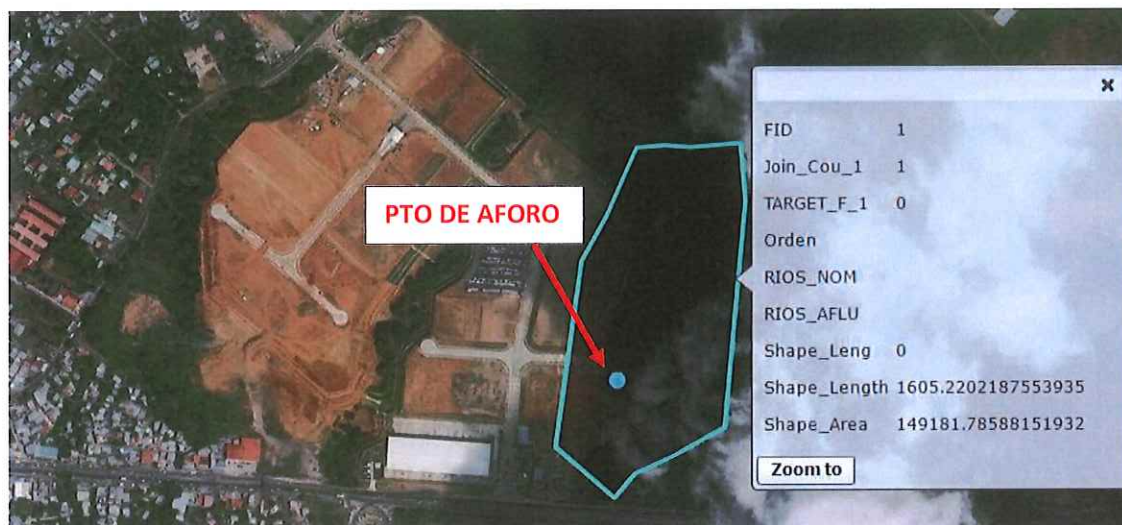 PTO DE AFORO
×
FID 1
Join_Cou_1 1
TARGET_F_1 0
Orden
RIOS_NOM
RIOS_AFLU
Shape_Leng 0
Shape_Length 1605.2202187553935
Shape_Area 149181.78588151932
Zoom to